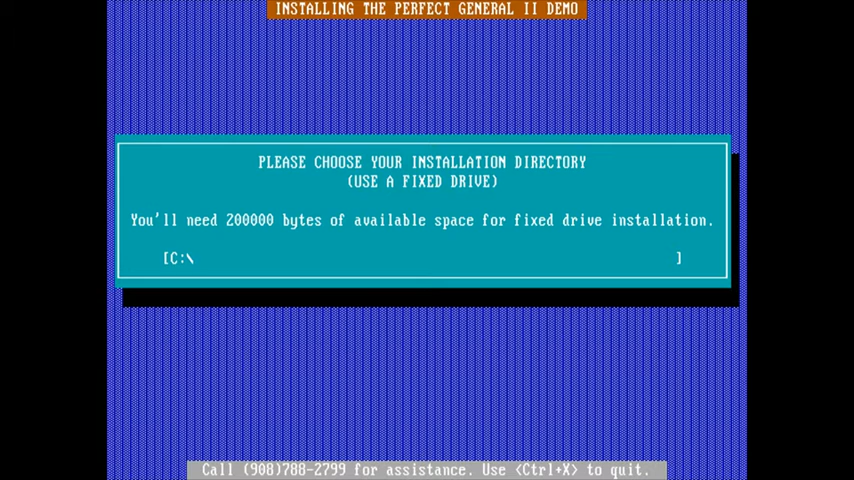 INSTALLING THE PERFECT GENERAL II DEMO
PLEASE CHOOSE YOUR INSTALLATION DIRECTORY
(USE A FIXED DRIVE)
You'll need 200000 bytes of available space for fixed drive installation.
[C:\ ]
Call (908)788-2799 for assistance. Use <Ctrl+X> to quit.